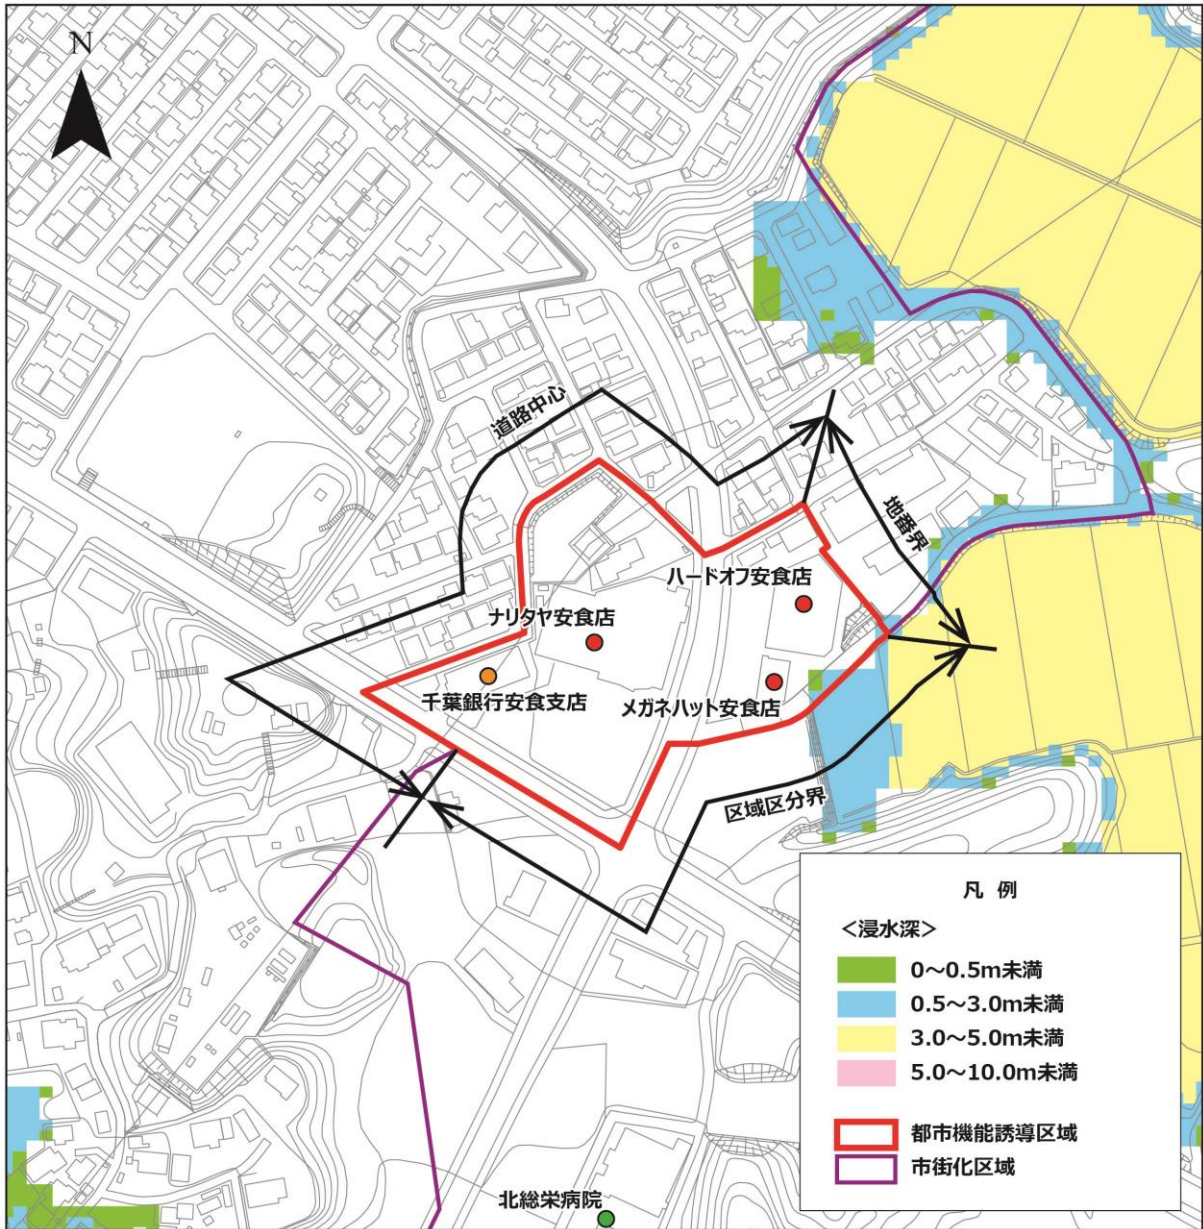 N
道路中心
地番界
ハードオフ安食店
ナリタヤ安食店
千葉銀行安食支店
メガネハット安食店
区域区分界
凡 例
<浸水深>
0~0.5m未満
0.5~3.0m未満
3.0~5.0m未満
5.0~10.0m未満
都市機能誘導区域
市街化区域
北総栄病院